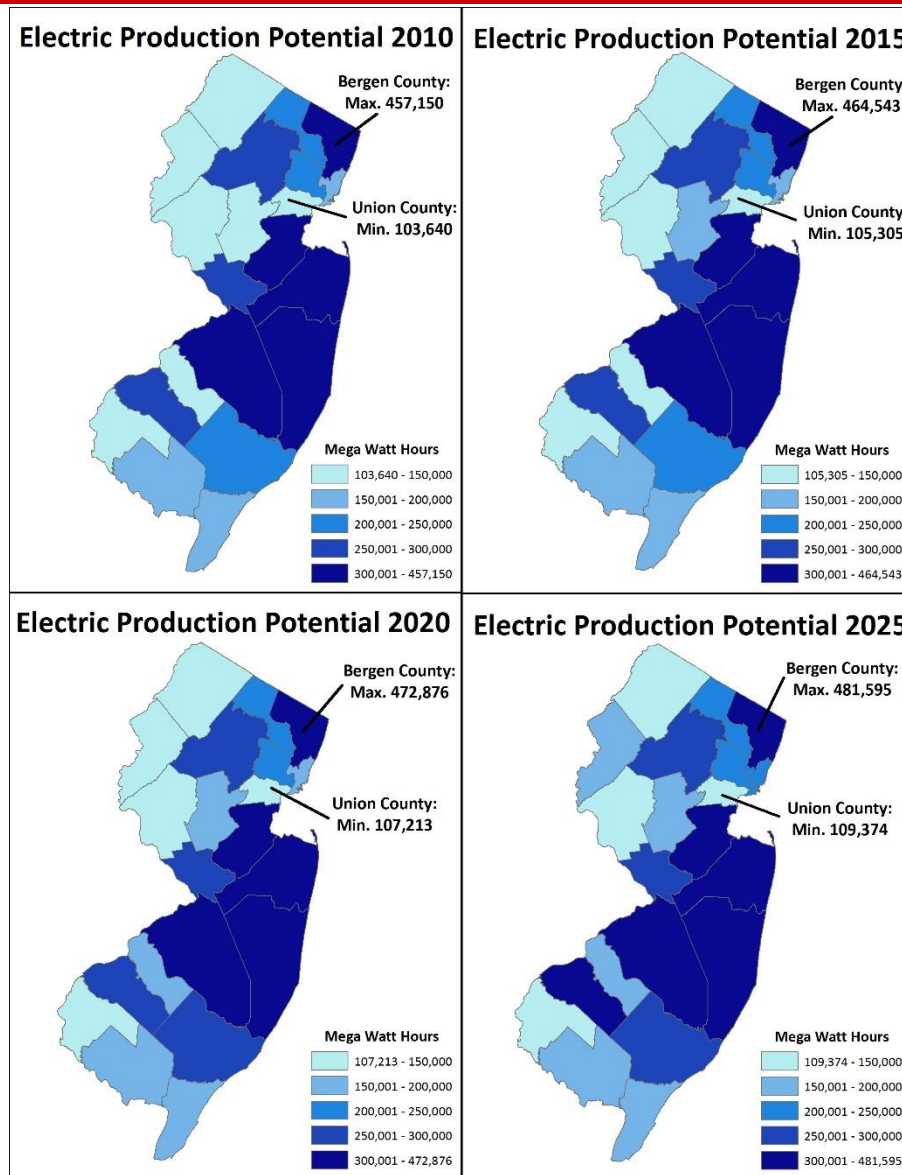 Electric Production Potential 2010
Bergen County:
Max. 457,150
Union County:
Min. 103,640
Mega Watt Hours
103,640 - 150,000
150,001 - 200,000
200,001 - 250,000
250,001 - 300,000
300,001 - 457,150
Electric Production Potential 2015
Bergen County
Max. 464,543
Union County
Min. 105,305
Mega Watt Hours
105,305 - 150,000
150,001 - 200,000
200,001 - 250,000
250,001 - 300,000
300,001 - 464,543
Electric Production Potential 2020
Bergen County:
Max. 472,876
Union County:
Min. 107,213
Mega Watt Hours
107,213 - 150,000
150,001 - 200,000
200,001 - 250,000
250,001 - 300,000
300,001 - 472,876
Electric Production Potential 2025
Bergen County:
Max. 481,595
Union County:
Min. 109,374
Mega Watt Hours
109,374 - 150,000
150,001 - 200,000
200,001 - 250,000
250,001 - 300,000
300,001 - 481,595